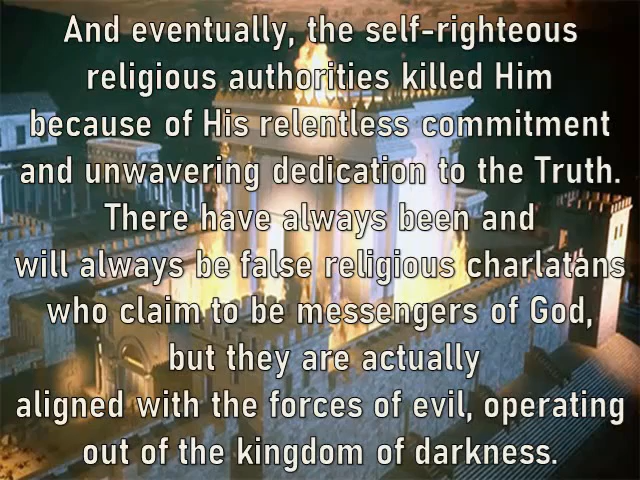 And eventually, the self-righteous
religious authorities killed Him
because of His relentless commitment
and unwavering dedication to the Truth.
There have always been and
will always be false religious charlatans
who claim to be messengers of God,
but they are actually
aligned with the forces of evil, operating
out of the kingdom of darkness.